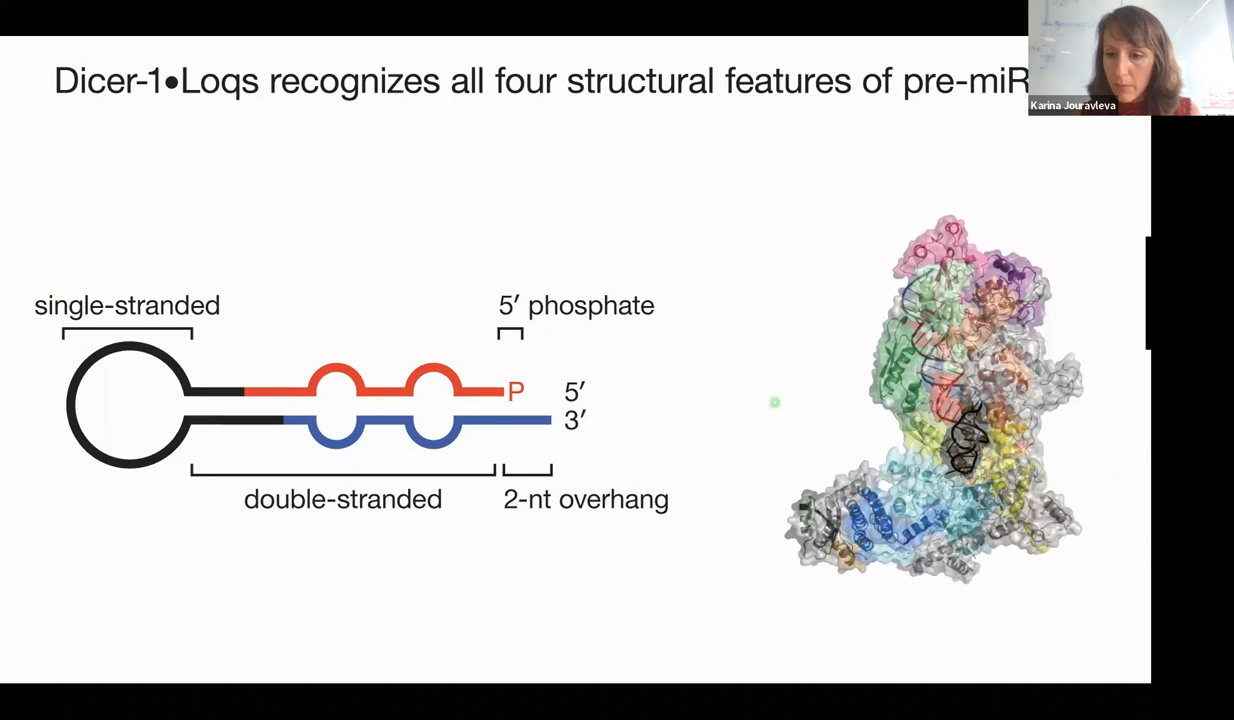 Dicer-1•Loqs recognizes all four structural features of pre-miR
Karina Jouravleva
single-stranded
5′ phosphate
P
5′
3′
double-stranded
2-nt overhang